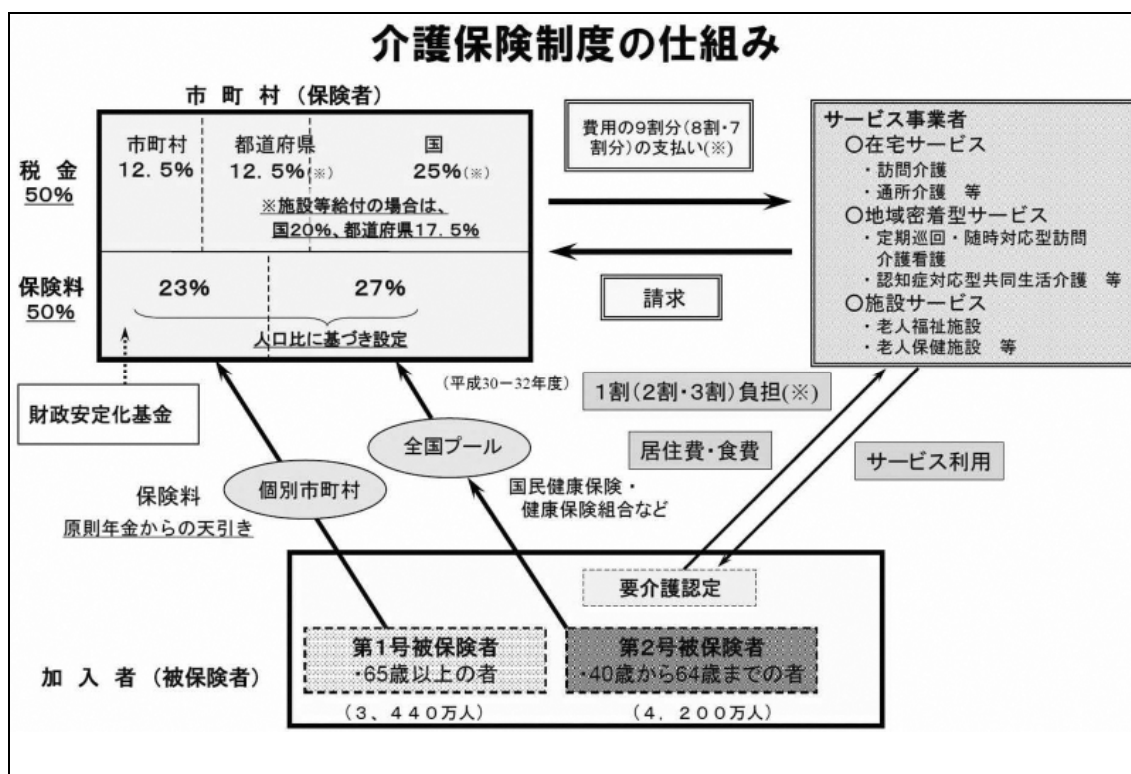 介護保険制度の仕組み
市 町 村 (保険者)
税 金
50%
市町村
12.5%
都道府県
12.5%(※)
国
25%(※)
※施設等給付の場合は、
国20%、都道府県17.5%
保険料
50%
23%
27%
人口比に基づき設定
財政安定化基金
費用の9割分(8割・7
割分)の支払い(※)
請求
サービス事業者
○在宅サービス
・訪問介護
・通所介護 等
○地域密着型サービス
・定期巡回・随時対応型訪問
介護看護
・認知症対応型共同生活介護 等
○施設サービス
・老人福祉施設
・老人保健施設 等
(平成30-32年度)
1割(2割・3割)負担(※)
居住費・食費
サービス利用
全国プール
国民健康保険・
健康保険組合など
個別市町村
保険料
原則年金からの天引き
要介護認定
加 入 者 (被保険者)
第1号被保険者
・65歳以上の者
(3、440万人)
第2号被保険者
・40歳から64歳までの者
(4,200万人)